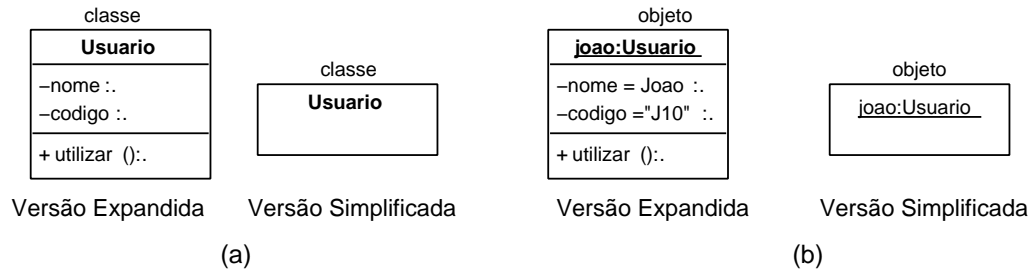 classe
Usuario
−nome :.
−codigo :.
+ utilizar ():.
Versão Expandida
classe
Usuario
Versão Simplificada
(a)
objeto
joao:Usuario
−nome = Joao :.
−codigo ="J10" :.
+ utilizar ():.
Versão Expandida
objeto
joao:Usuario
Versão Simplificada
(b)